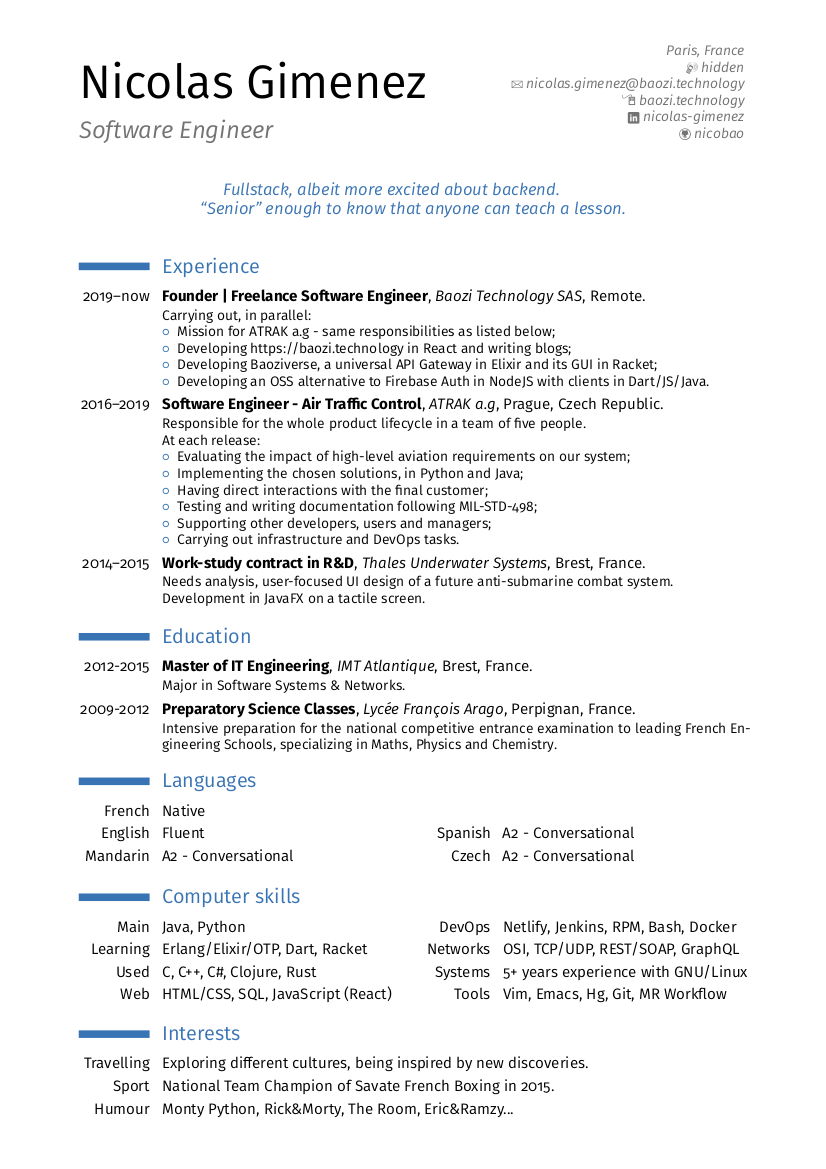 Nicolas Gimenez
Software Engineer
Paris, France
hidden
nicolas.gimenez@baozi.technology
baozi.technology
nicolas-gimenez
nicobao
Fullstack, albeit more excited about backend.
“Senior” enough to know that anyone can teach a lesson.
Experience
2019–now Founder | Freelance Software Engineer, Baozi Technology SAS, Remote.
Carrying out, in parallel:
○ Mission for ATRAK a.g - same responsibilities as listed below;
○ Developing https://baozi.technology in React and writing blogs;
○ Developing Baoziverse, a universal API Gateway in Elixir and its GUI in Racket;
○ Developing an OSS alternative to Firebase Auth in NodeJS with clients in Dart/JS/Java.
2016–2019 Software Engineer - Air Traffic Control, ATRAK a.g, Prague, Czech Republic.
Responsible for the whole product lifecycle in a team of five people.
At each release:
○ Evaluating the impact of high-level aviation requirements on our system;
○ Implementing the chosen solutions, in Python and Java;
○ Having direct interactions with the final customer;
○ Testing and writing documentation following MIL-STD-498;
○ Supporting other developers, users and managers;
○ Carrying out infrastructure and DevOps tasks.
2014–2015 Work-study contract in R&D, Thales Underwater Systems, Brest, France.
Needs analysis, user-focused UI design of a future anti-submarine combat system.
Development in JavaFX on a tactile screen.
Education
2012-2015 Master of IT Engineering, IMT Atlantique, Brest, France.
Major in Software Systems & Networks.
2009-2012 Preparatory Science Classes, Lycée François Arago, Perpignan, France.
Intensive preparation for the national competitive entrance examination to leading French En-
gineering Schools, specializing in Maths, Physics and Chemistry.
Languages
French Native
English Fluent Spanish A2 - Conversational
Mandarin A2 - Conversational Czech A2 - Conversational
Computer skills
Main Java, Python DevOps Netlify, Jenkins, RPM, Bash, Docker
Learning Erlang/Elixir/OTP, Dart, Racket Networks OSI, TCP/UDP, REST/SOAP, GraphQL
Used C, C++, C#, Clojure, Rust Systems 5+ years experience with GNU/Linux
Web HTML/CSS, SQL, JavaScript (React) Tools Vim, Emacs, Hg, Git, MR Workflow
Interests
Travelling Exploring different cultures, being inspired by new discoveries.
Sport National Team Champion of Savate French Boxing in 2015.
Humour Monty Python, Rick&Morty, The Room, Eric&Ramzy...